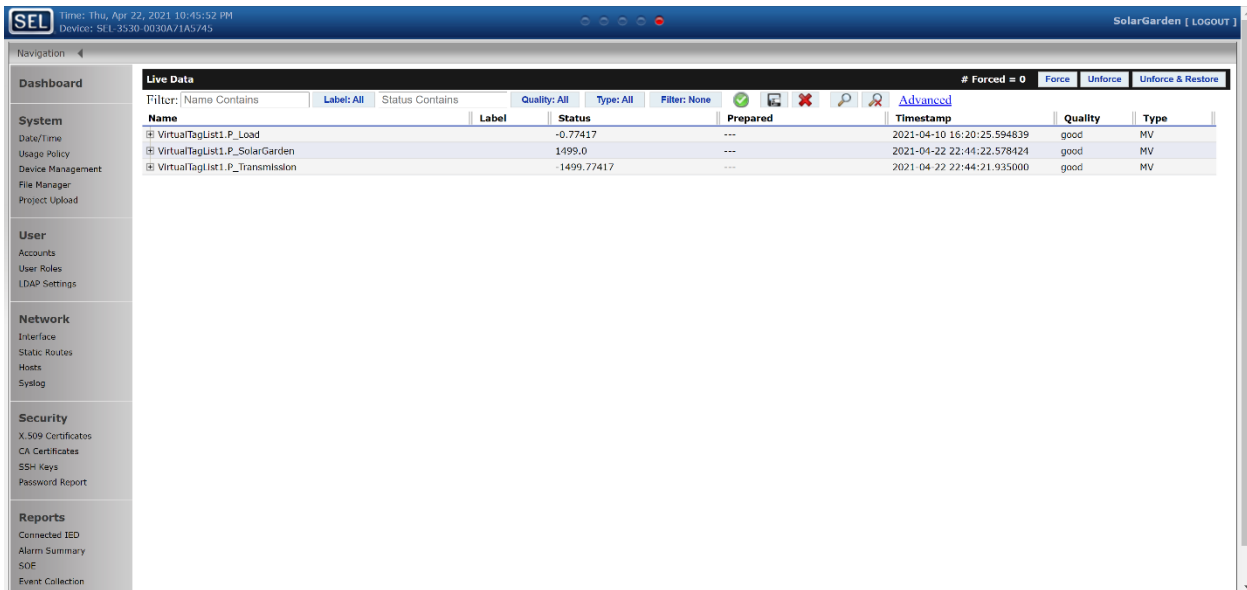 SEL
Time: Thu, Apr 22, 2021 10:45:52 PM
Device: SEL-3530-0030A71A5745
SolarGarden [ LOGOUT ]
Navigation
Dashboard
System
Date/Time
Usage Policy
Device Management
File Manager
Project Upload
User
Accounts
User Roles
LDAP Settings
Network
Interface
Static Routes
Hosts
Syslog
Security
X.509 Certificates
CA Certificates
SSH Keys
Password Report
Reports
Connected IED
Alarm Summary
SOE
Event Collection
Live Data # Forced = 0 Force Unforce Unforce & Restore
Filter: Name Contains Label: All Status Contains Quality: All Type: All Filter: None Advanced
Name Label Status Prepared Timestamp Quality Type
VirtualTagList1.P_Load -0.77417 --- 2021-04-10 16:20:25.594839 good MV
VirtualTagList1.P_SolarGarden 1499.0 --- 2021-04-22 22:44:22.578424 good MV
VirtualTagList1.P_Transmission -1499.77417 --- 2021-04-22 22:44:21.935000 good MV